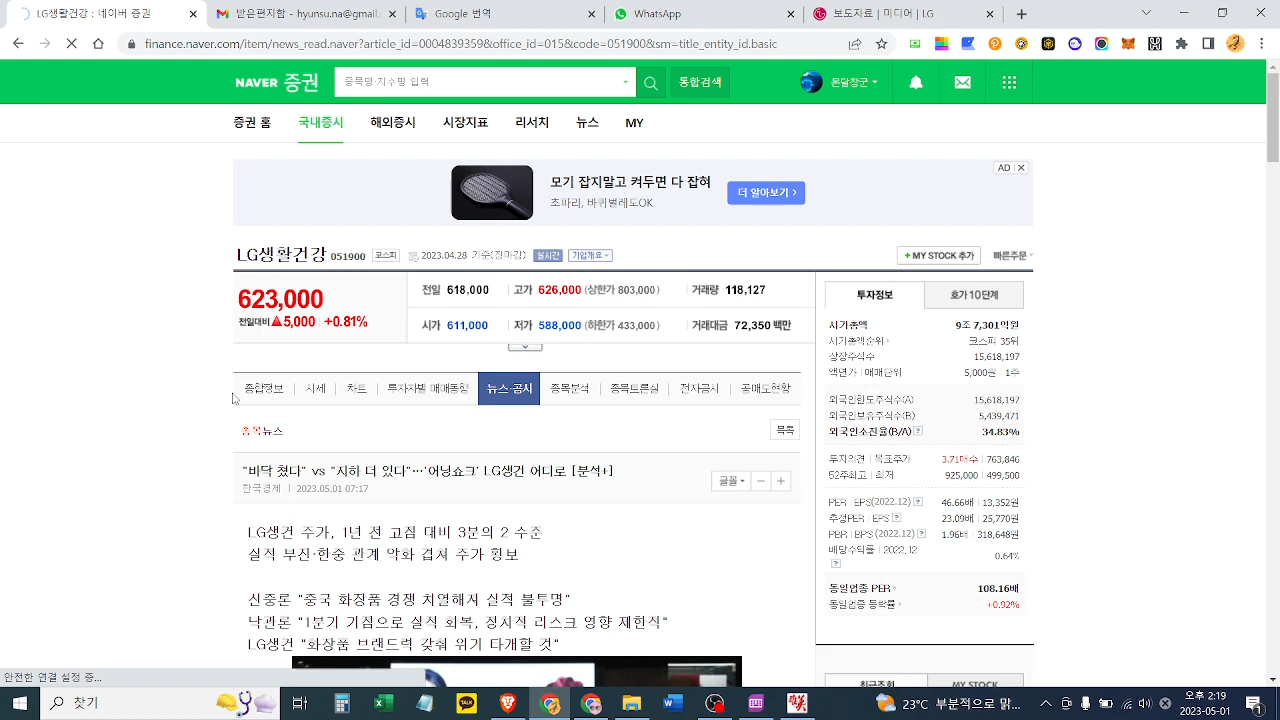 LG생활건강 : 네이버 증권
Google 번역
보도자료 | 미디어
finance.naver.com/item/news_read.naver?article_id=0004839359&office_id=015&code=051900&sm=title_entity_id.basic
NAVER 증권
종목명·지수명 입력
통합검색
온달장군
증권 홈 국내증시 해외증시 시장지표 리서치 뉴스 MY
AD
모기 잡지말고 켜두면 다 잡혀
초파리, 바퀴벌레도OK
더 알아보기 >
LG생활건강 051900 코스피 2023.04.28 기준(장마감) 실시간 기업개요
+ MY STOCK 추가 빠른주문
623,000
전일대비 ▲5,000 | +0.81%
전일 618,000 고가 626,000 (상한가 803,000) 거래량 118,127
시가 611,000 저가 588,000 (하한가 433,000) 거래대금 72,350 백만
종합정보 시세 차트 투자자별 매매동향 뉴스·공시 종목분석 종목토론실 전자공시 공매도현황
종목뉴스
목록
"바닥 쳤다" vs "지하 더 있다"…'어닝쇼크' LG생건 어디로 [분석+]
한국경제 | 2023.05.01 07:17
글꼴
LG생건 주가, 1년 전 고점 대비 3분의 2 수준
실적 부진·한중 관계 악화 겹쳐 주가 횡보
신중론 "중국 화장품 경쟁 치열해져 실적 불투명"
낙관론 "1분기 기점으로 실적 회복, 정치적 리스크 영향 제한적"
LG생건 "화장품 브랜드력 갖춰 위기 타개할 것"
투자정보 호가 10단계
시가총액 9조 7,301억원
시가총액순위 코스피 35위
상장주식수 15,618,197
액면가 | 매매단위 5,000원 | 1주
외국인한도주식수(A) 15,618,197
외국인보유주식수(B) 5,439,471
외국인소진율(B/A) 34.83%
투자의견 | 목표주가 3.71매수 | 763,846
52주최고 | 최저 925,000 | 499,500
PER | EPS(2022.12) 46.66배 | 13,352원
추정PER | EPS 23.09배 | 25,770원
PBR | BPS (2022.12) 1.96배 | 318,648원
배당수익률 | 2022.12 0.64%
동일업종 PER 108.16배
동일업종 등락률 +0.92%
최근조회 MY STOCK
찾기
23°C 부분적으로 맑음
오후 2:19
2023-05-01